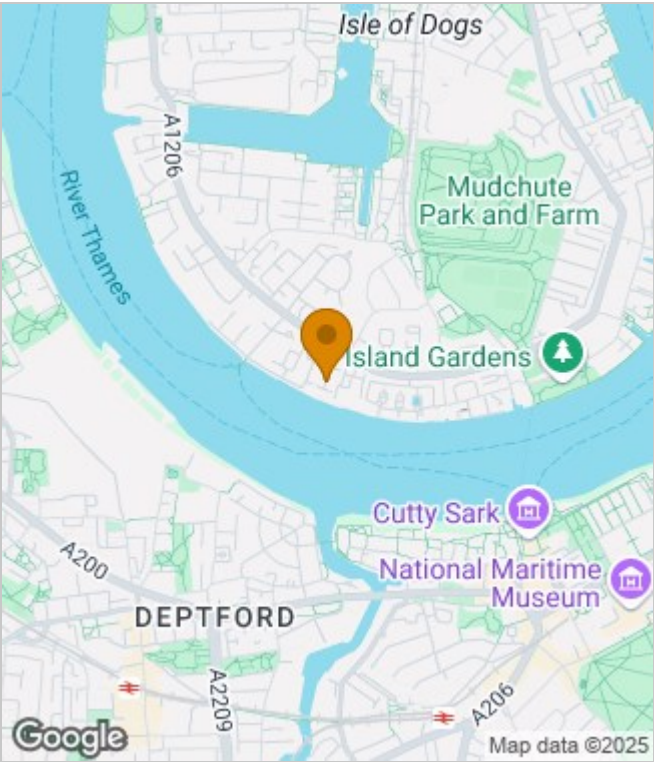 Isle of Dogs
A1206
River Thames
Mudchute
Park and Farm
Island Gardens
Cutty Sark
A200
National Maritime
Museum
DEPTFORD
A2209
A206
Google
Map data ©2025